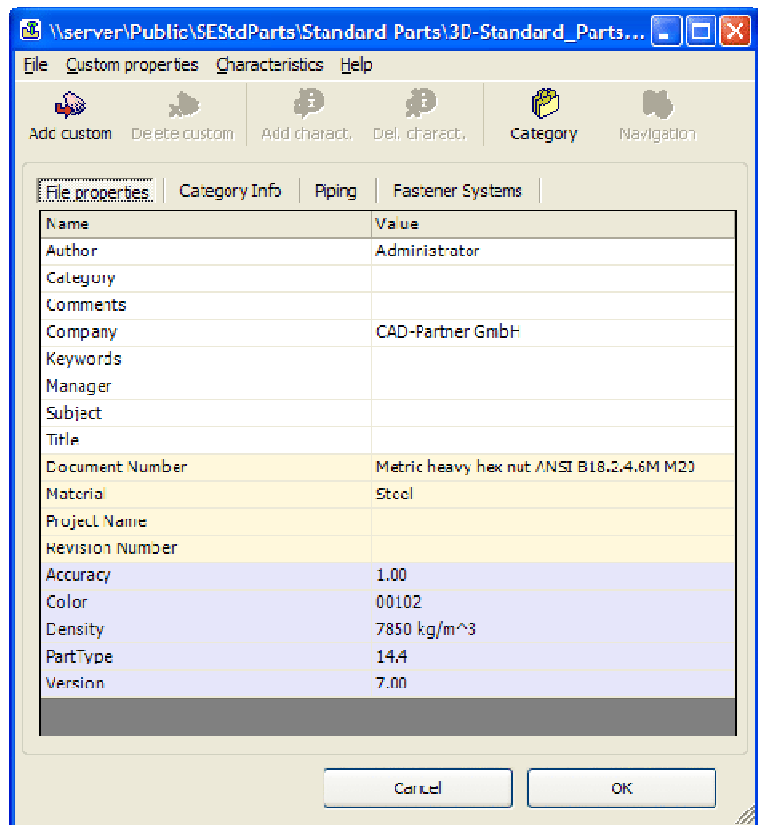 \\server\Public\SEStdParts\Standard Parts\3D-Standard_Parts...
File Custom properties Characteristics Help
Add custom Delete custom Add charact. Del. charact. Category Navigation
File properties Category Info Piping Fastener Systems
Name Value
Author Administrator
Category
Comments
Company CAD-Partner GmbH
Keywords
Manager
Subject
Title
Document Number Metric heavy hex nut ANSI B18.2.4.6M M20
Material Steel
Project Name
Revision Number
Accuracy 1.00
Color 00102
Density 7850 kg/m^3
PartType 14.4
Version 7.00
Cancel OK